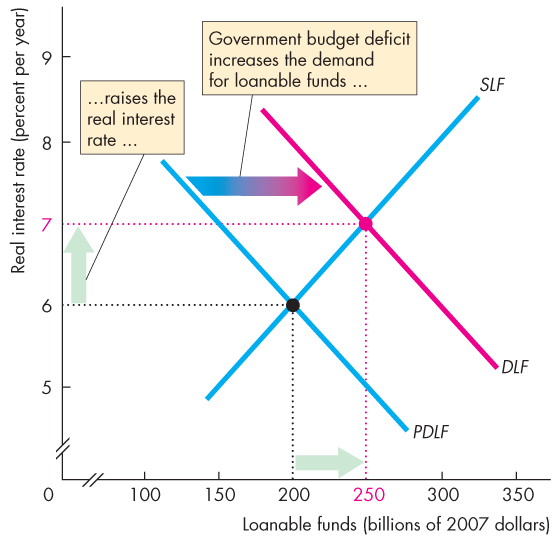 Real interest rate (percent per year)
9
8
7
6
5
0
Government budget deficit
increases the demand
for loanable funds ...
...raises the
real interest
rate ...
SLF
DLF
PDLF
100
150
200
250
300
350
Loanable funds (billions of 2007 dollars)